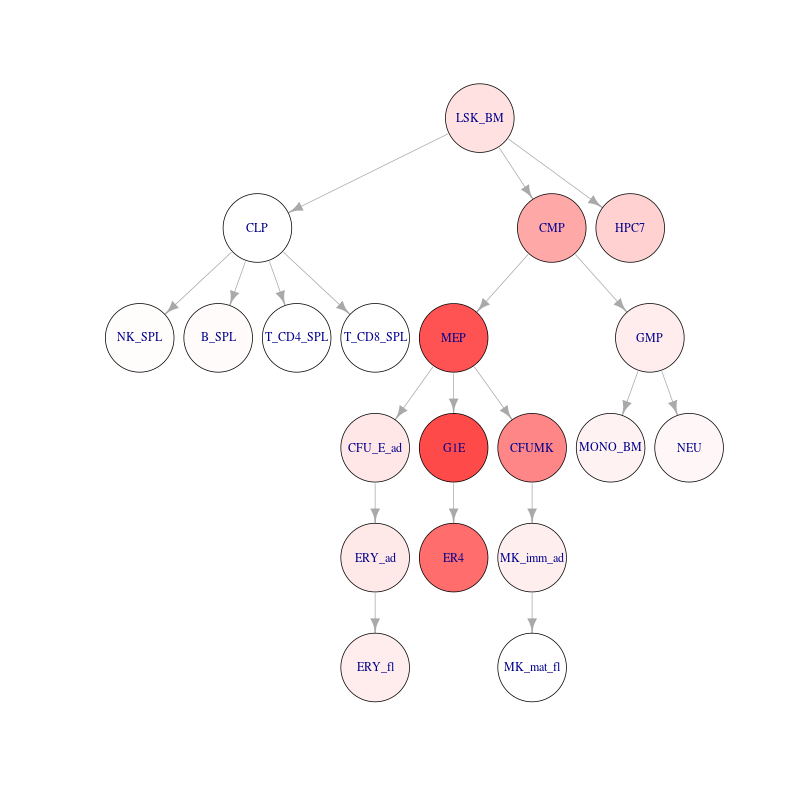 LSK_BM
CLP
CMP
HPC7
NK_SPL
B_SPL
T_CD4_SPL
T_CD8_SPL
MEP
GMP
CFU_E_ad
G1E
CFUMK
MONO_BM
NEU
ERY_ad
ER4
MK_imm_ad
ERY_fl
MK_mat_fl